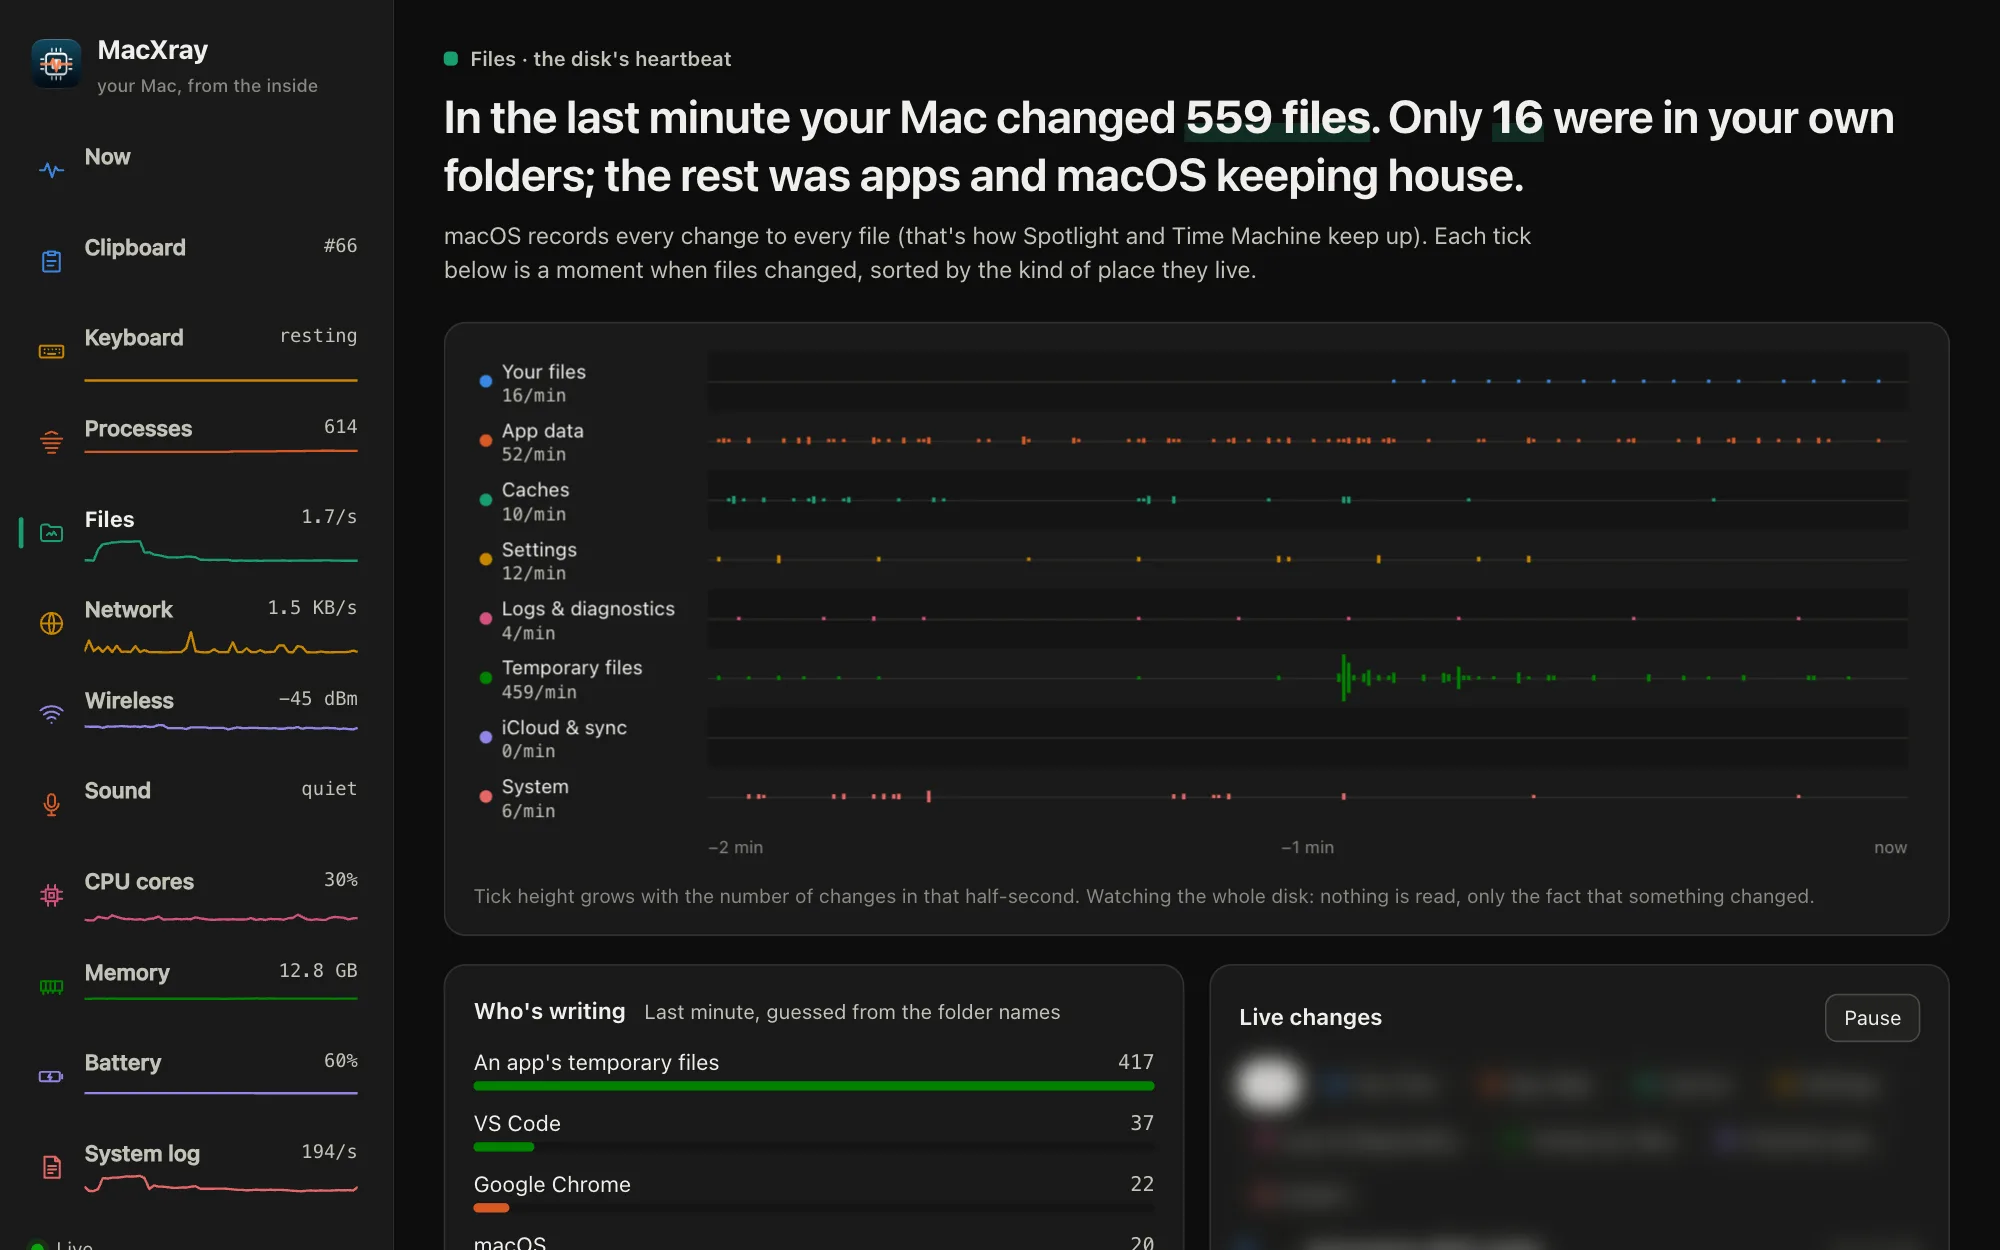 MacXray
your Mac, from the inside
Now
Clipboard #66
Keyboard resting
Processes 614
Files 1.7/s
Network 1.5 KB/s
Wireless −45 dBm
Sound quiet
CPU cores 30%
Memory 12.8 GB
Battery 60%
System log 194/s
Live
Files · the disk's heartbeat
In the last minute your Mac changed 559 files. Only 16 were in your own
folders; the rest was apps and macOS keeping house.
macOS records every change to every file (that's how Spotlight and Time Machine keep up). Each tick
below is a moment when files changed, sorted by the kind of place they live.
Your files
16/min
App data
52/min
Caches
10/min
Settings
12/min
Logs & diagnostics
4/min
Temporary files
459/min
iCloud & sync
0/min
System
6/min
−2 min −1 min now
Tick height grows with the number of changes in that half-second. Watching the whole disk: nothing is read, only the fact that something changed.
Who's writing Last minute, guessed from the folder names
An app's temporary files 417
VS Code 37
Google Chrome 22
macOS 20
Live changes Pause